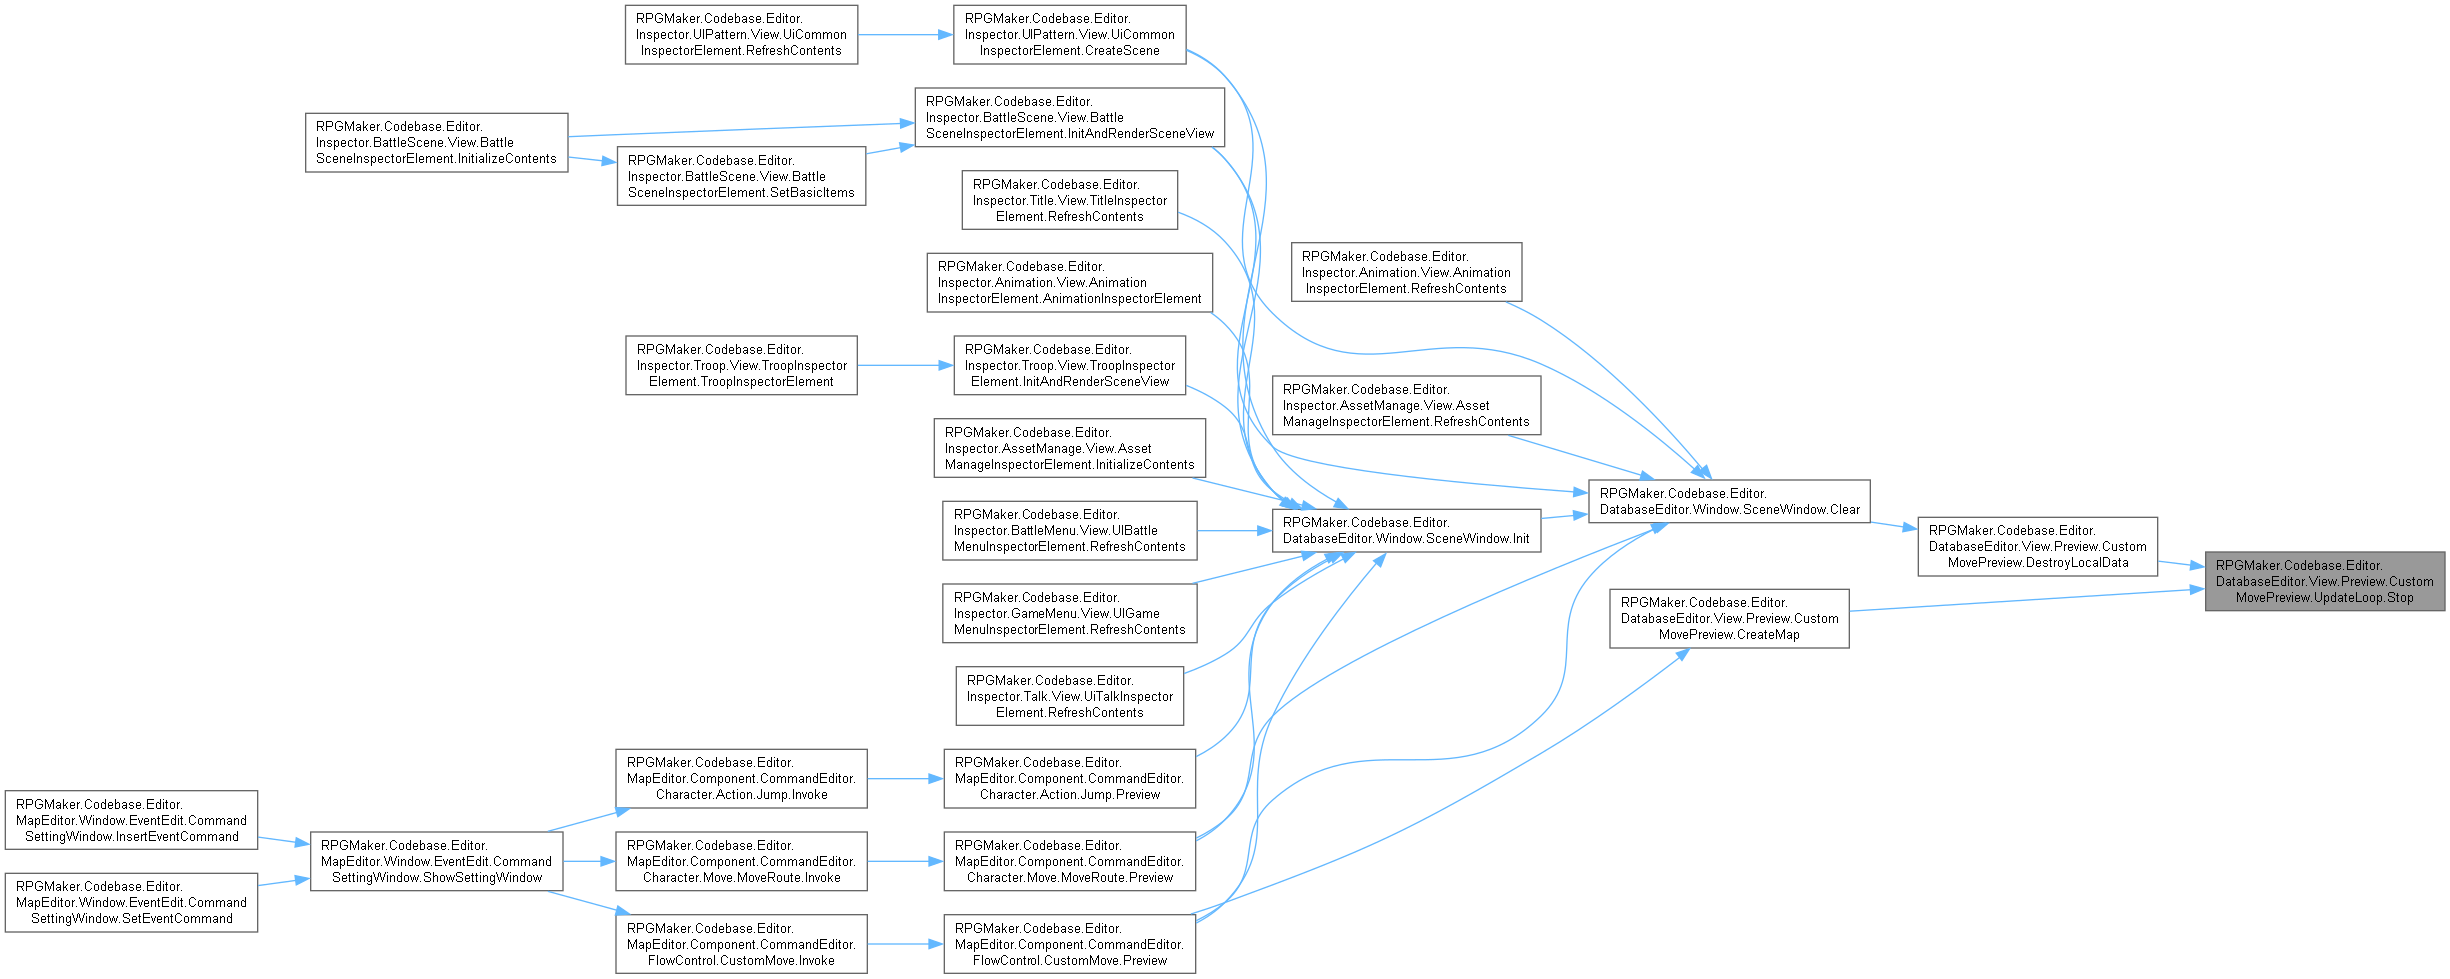 RPGMaker.Codebase.Editor.
Inspector.UIPattern.View.UiCommon
InspectorElement.RefreshContents
RPGMaker.Codebase.Editor.
Inspector.UIPattern.View.UiCommon
InspectorElement.CreateScene
RPGMaker.Codebase.Editor.
Inspector.BattleScene.View.Battle
SceneInspectorElement.InitAndRenderSceneView
RPGMaker.Codebase.Editor.
Inspector.BattleScene.View.Battle
SceneInspectorElement.InitializeContents
RPGMaker.Codebase.Editor.
Inspector.BattleScene.View.Battle
SceneInspectorElement.SetBasicItems
RPGMaker.Codebase.Editor.
Inspector.Title.View.TitleInspector
Element.RefreshContents
RPGMaker.Codebase.Editor.
Inspector.Animation.View.Animation
InspectorElement.RefreshContents
RPGMaker.Codebase.Editor.
Inspector.Animation.View.Animation
InspectorElement.AnimationInspectorElement
RPGMaker.Codebase.Editor.
Inspector.Troop.View.TroopInspector
Element.TroopInspectorElement
RPGMaker.Codebase.Editor.
Inspector.Troop.View.TroopInspector
Element.InitAndRenderSceneView
RPGMaker.Codebase.Editor.
Inspector.AssetManage.View.Asset
ManageInspectorElement.RefreshContents
RPGMaker.Codebase.Editor.
Inspector.AssetManage.View.Asset
ManageInspectorElement.InitializeContents
RPGMaker.Codebase.Editor.
DatabaseEditor.Window.SceneWindow.Clear
RPGMaker.Codebase.Editor.
Inspector.BattleMenu.View.UIBattle
MenuInspectorElement.RefreshContents
RPGMaker.Codebase.Editor.
DatabaseEditor.Window.SceneWindow.Init
RPGMaker.Codebase.Editor.
DatabaseEditor.View.Preview.Custom
MovePreview.DestroyLocalData
RPGMaker.Codebase.Editor.
DatabaseEditor.View.Preview.Custom
MovePreview.UpdateLoop.Stop
RPGMaker.Codebase.Editor.
Inspector.GameMenu.View.UIGame
MenuInspectorElement.RefreshContents
RPGMaker.Codebase.Editor.
DatabaseEditor.View.Preview.Custom
MovePreview.CreateMap
RPGMaker.Codebase.Editor.
Inspector.Talk.View.UiTalkInspector
Element.RefreshContents
RPGMaker.Codebase.Editor.
MapEditor.Component.CommandEditor.
Character.Action.Jump.Invoke
RPGMaker.Codebase.Editor.
MapEditor.Component.CommandEditor.
Character.Action.Jump.Preview
RPGMaker.Codebase.Editor.
MapEditor.Window.EventEdit.Command
SettingWindow.InsertEventCommand
RPGMaker.Codebase.Editor.
MapEditor.Window.EventEdit.Command
SettingWindow.ShowSettingWindow
RPGMaker.Codebase.Editor.
MapEditor.Component.CommandEditor.
Character.Move.MoveRoute.Invoke
RPGMaker.Codebase.Editor.
MapEditor.Component.CommandEditor.
Character.Move.MoveRoute.Preview
RPGMaker.Codebase.Editor.
MapEditor.Window.EventEdit.Command
SettingWindow.SetEventCommand
RPGMaker.Codebase.Editor.
MapEditor.Component.CommandEditor.
FlowControl.CustomMove.Invoke
RPGMaker.Codebase.Editor.
MapEditor.Component.CommandEditor.
FlowControl.CustomMove.Preview